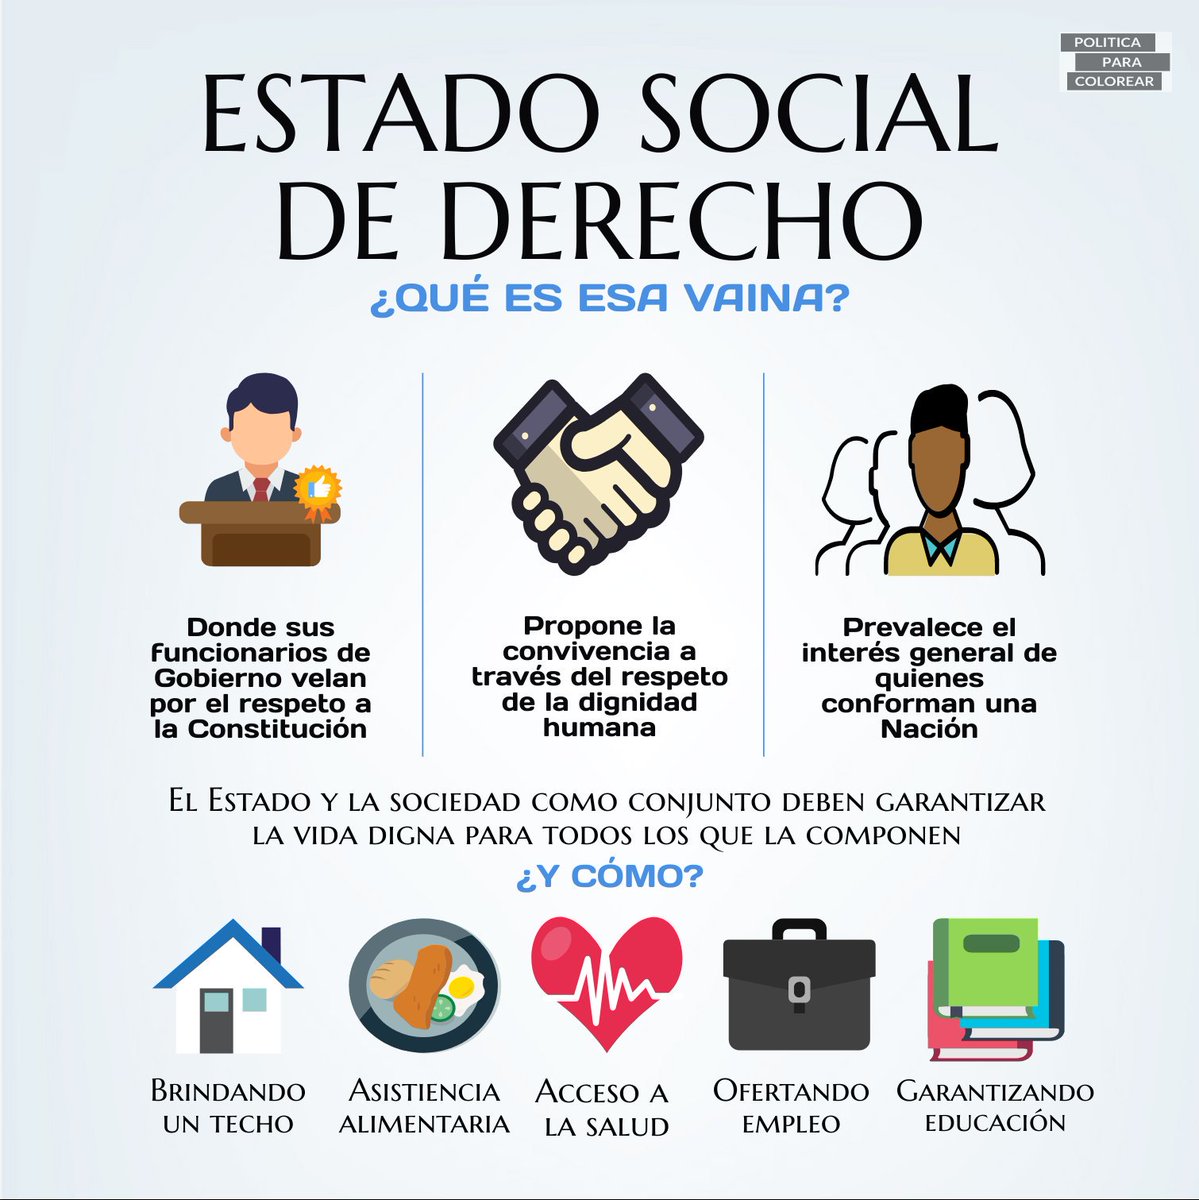 POLITICA
PARA
COLOREAR
ESTADO SOCIAL
DE DERECHO
¿QUÉ ES ESA VAINA?
Donde sus
funcionarios de
Gobierno velan
por el respeto a
la Constitución
Propone la
convivencia a
través del respeto
de la dignidad
humana
Prevalece el
interés general de
quienes
conforman una
Nación
El Estado y la sociedad como conjunto deben garantizar
la vida digna para todos los que la componen
¿Y CÓMO?
Brindando
un techo
Asistiencia
alimentaria
Acceso a
la salud
Ofertando
empleo
Garantizando
educación